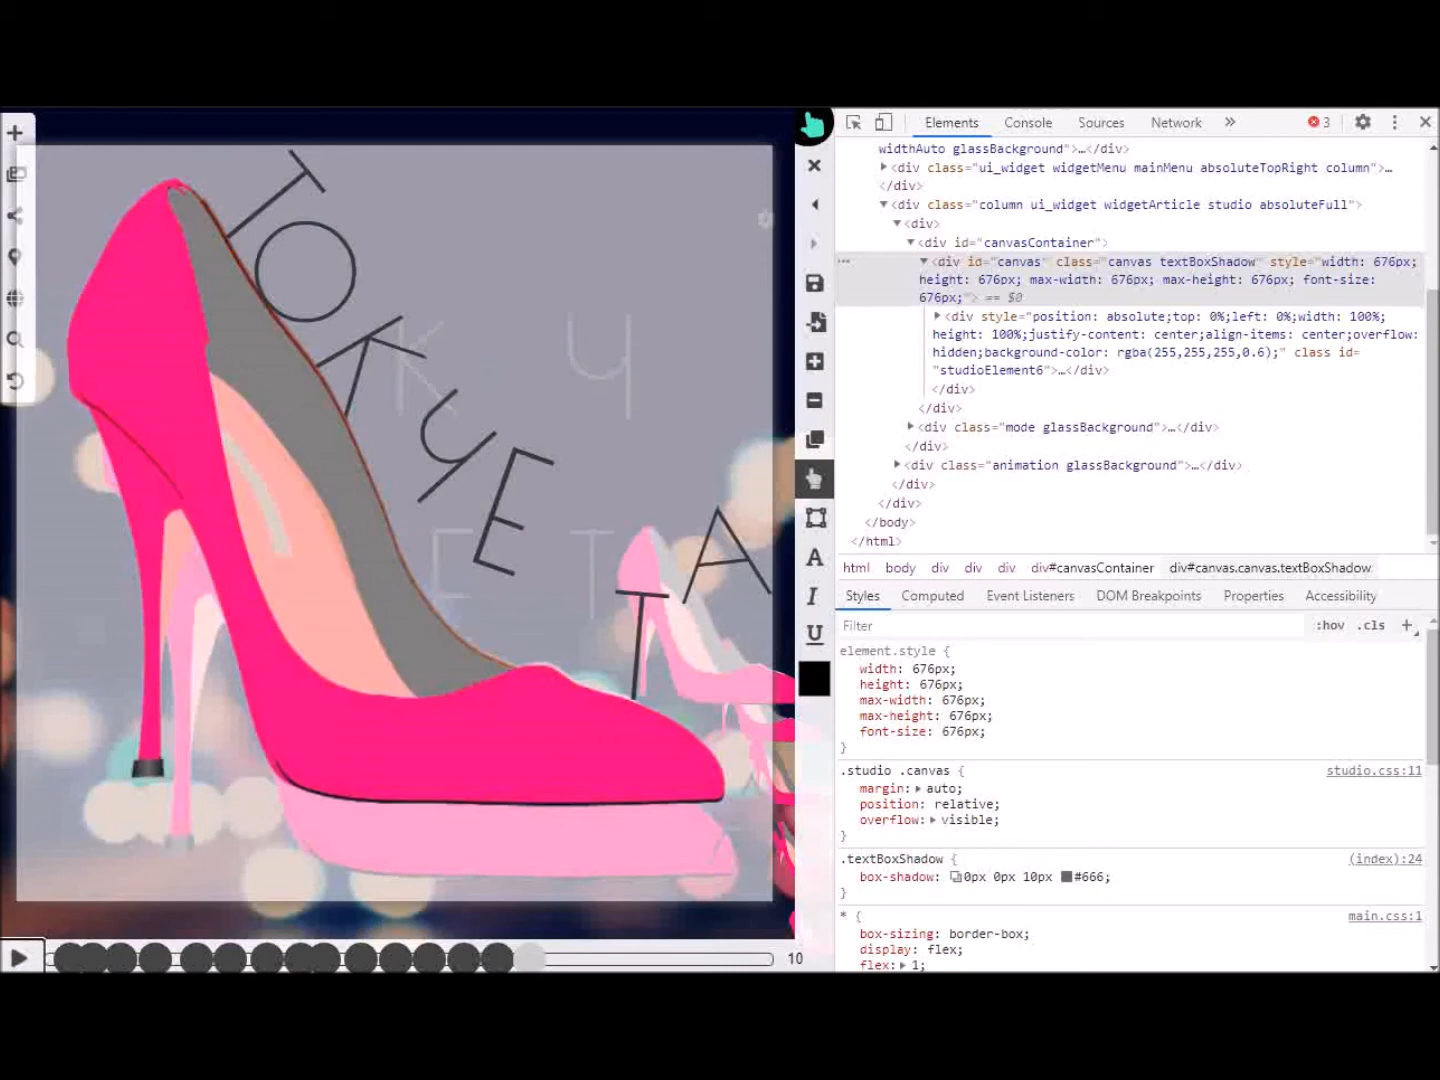 T
O
K
U
E
T
A
K
Y
E
T
10
Elements Console Sources Network » 3
widthAuto glassBackground">…</div>
<div class="ui_widget widgetMenu mainMenu absoluteTopRight column">…
</div>
<div class="column ui_widget widgetArticle studio absoluteFull">
<div>
<div id="canvasContainer">
<div id="canvas" class="canvas textBoxShadow" style="width: 676px;
height: 676px; max-width: 676px; max-height: 676px; font-size:
676px;"> == $0
<div style="position: absolute;top: 0%;left: 0%;width: 100%;
height: 100%;justify-content: center;align-items: center;overflow:
hidden;background-color: rgba(255,255,255,0.6);" class id=
"studioElement6">…</div>
</div>
</div>
<div class="mode glassBackground">…</div>
</div>
<div class="animation glassBackground">…</div>
</div>
</div>
</body>
</html>
html body div div div div#canvasContainer div#canvas.canvas.textBoxShadow
Styles Computed Event Listeners DOM Breakpoints Properties Accessibility
Filter :hov .cls +
element.style {
width: 676px;
height: 676px;
max-width: 676px;
max-height: 676px;
font-size: 676px;
}
.studio .canvas { studio.css:11
margin: auto;
position: relative;
overflow: visible;
}
.textBoxShadow { (index):24
box-shadow: 0px 0px 10px #666;
}
* { main.css:1
box-sizing: border-box;
display: flex;
flex: 1;
A
I
U